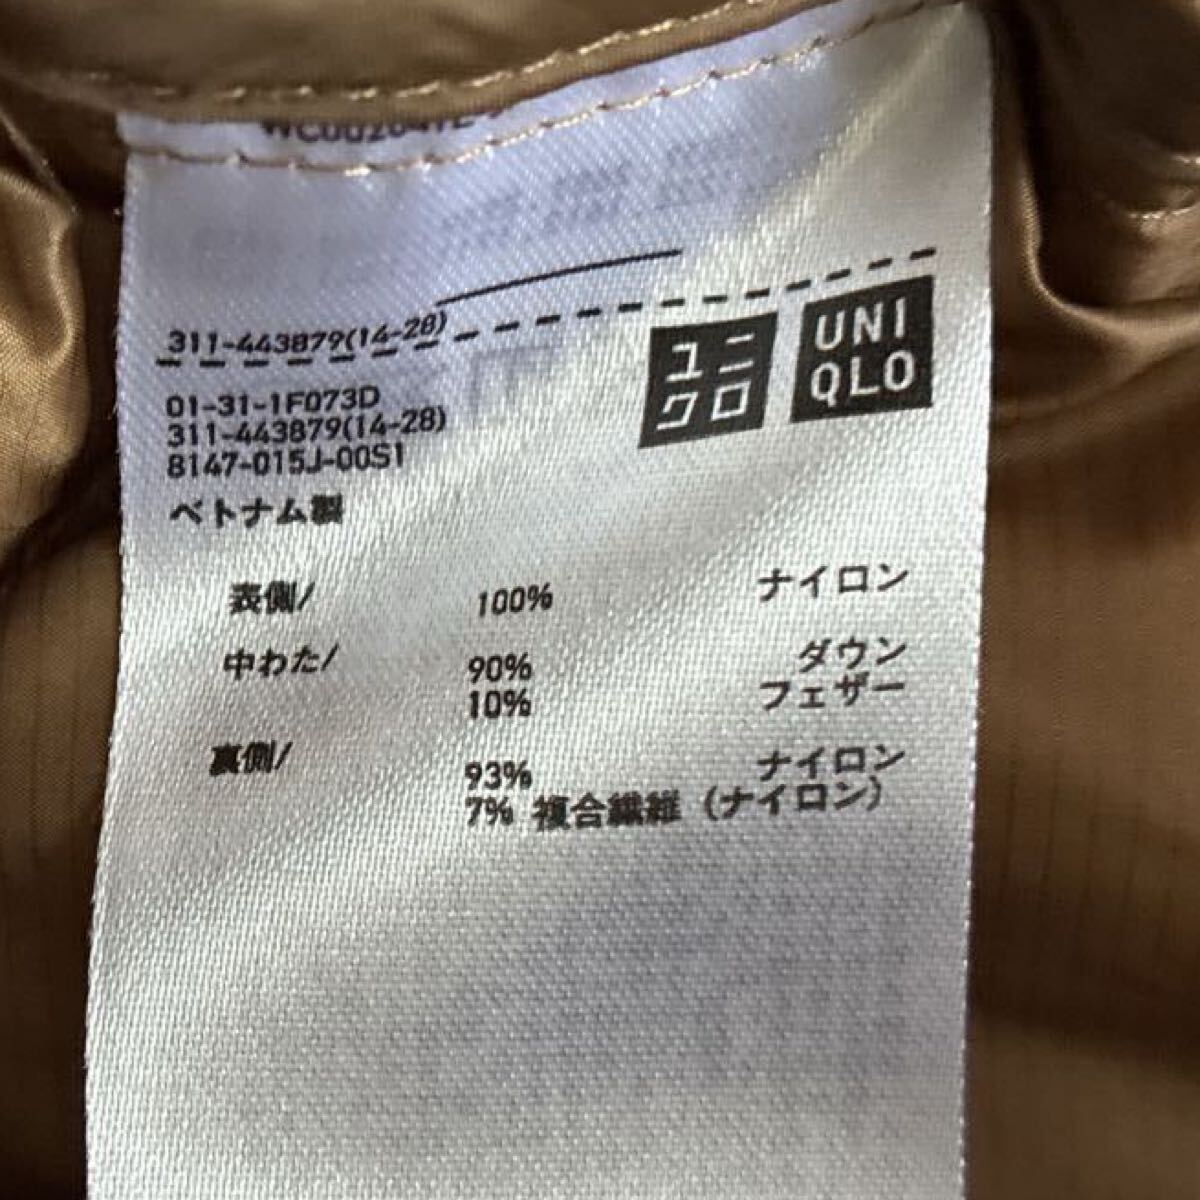 311-443879(14-28)
ユニクロ
UNIQLO
01-31-1F073D
311-443879(14-28)
8147-015J-00S1
ベトナム製
表側/ 100% ナイロン
中わた/ 90% ダウン
10% フェザー
裏側/ 93% ナイロン
7% 複合繊維（ナイロン）